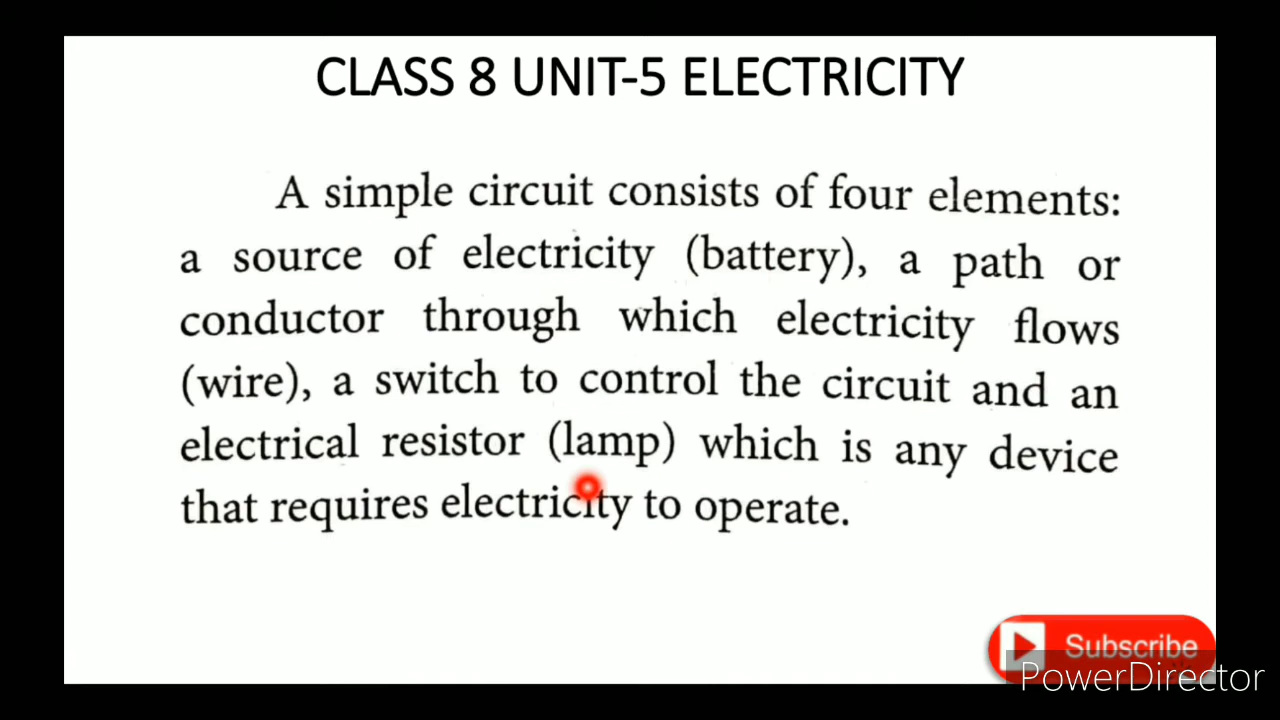 CLASS 8 UNIT-5 ELECTRICITY
A simple circuit consists of four elements:
a source of electricity (battery), a path or
conductor through which electricity flows
(wire), a switch to control the circuit and an
electrical resistor (lamp) which is any device
that requires electricity to operate.
Subscribe
PowerDirector